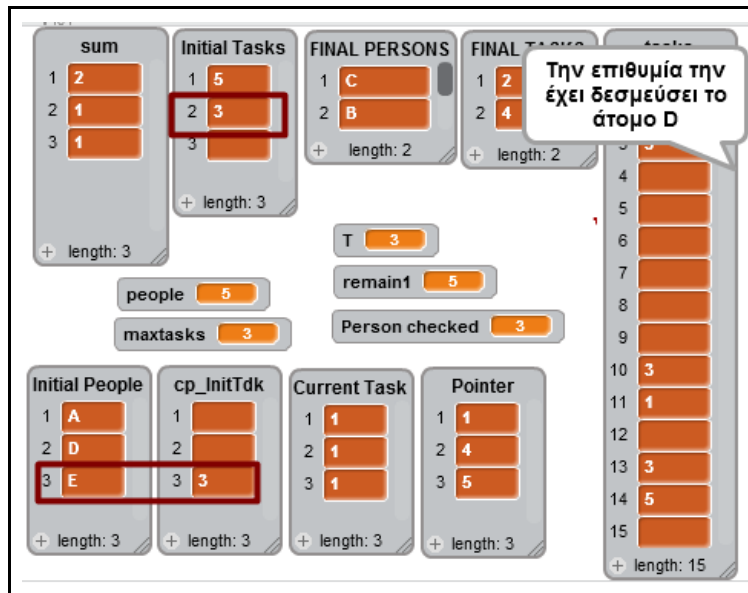 sum
1 2
2 1
3 1
+ length: 3
Initial Tasks
1 5
2 3
3
+ length: 3
FINAL PERSONS
1 C
2 B
+ length: 2
FINAL
1 2
2 4
+ length: 2
Την επιθυμία την
έχει δεσμεύσει το
άτομο D
4
5
6
7
8
9
10 3
11 1
12
13 3
14 5
15
+ length: 15
T 3
remain1 5
Person checked 3
people 5
maxtasks 3
Initial People
1 A
2 D
3 E
+ length: 3
cp_InitTdk
1
2
3 3
+ length: 3
Current Task
1 1
2 1
3 1
+ length: 3
Pointer
1 1
2 4
3 5
+ length: 3